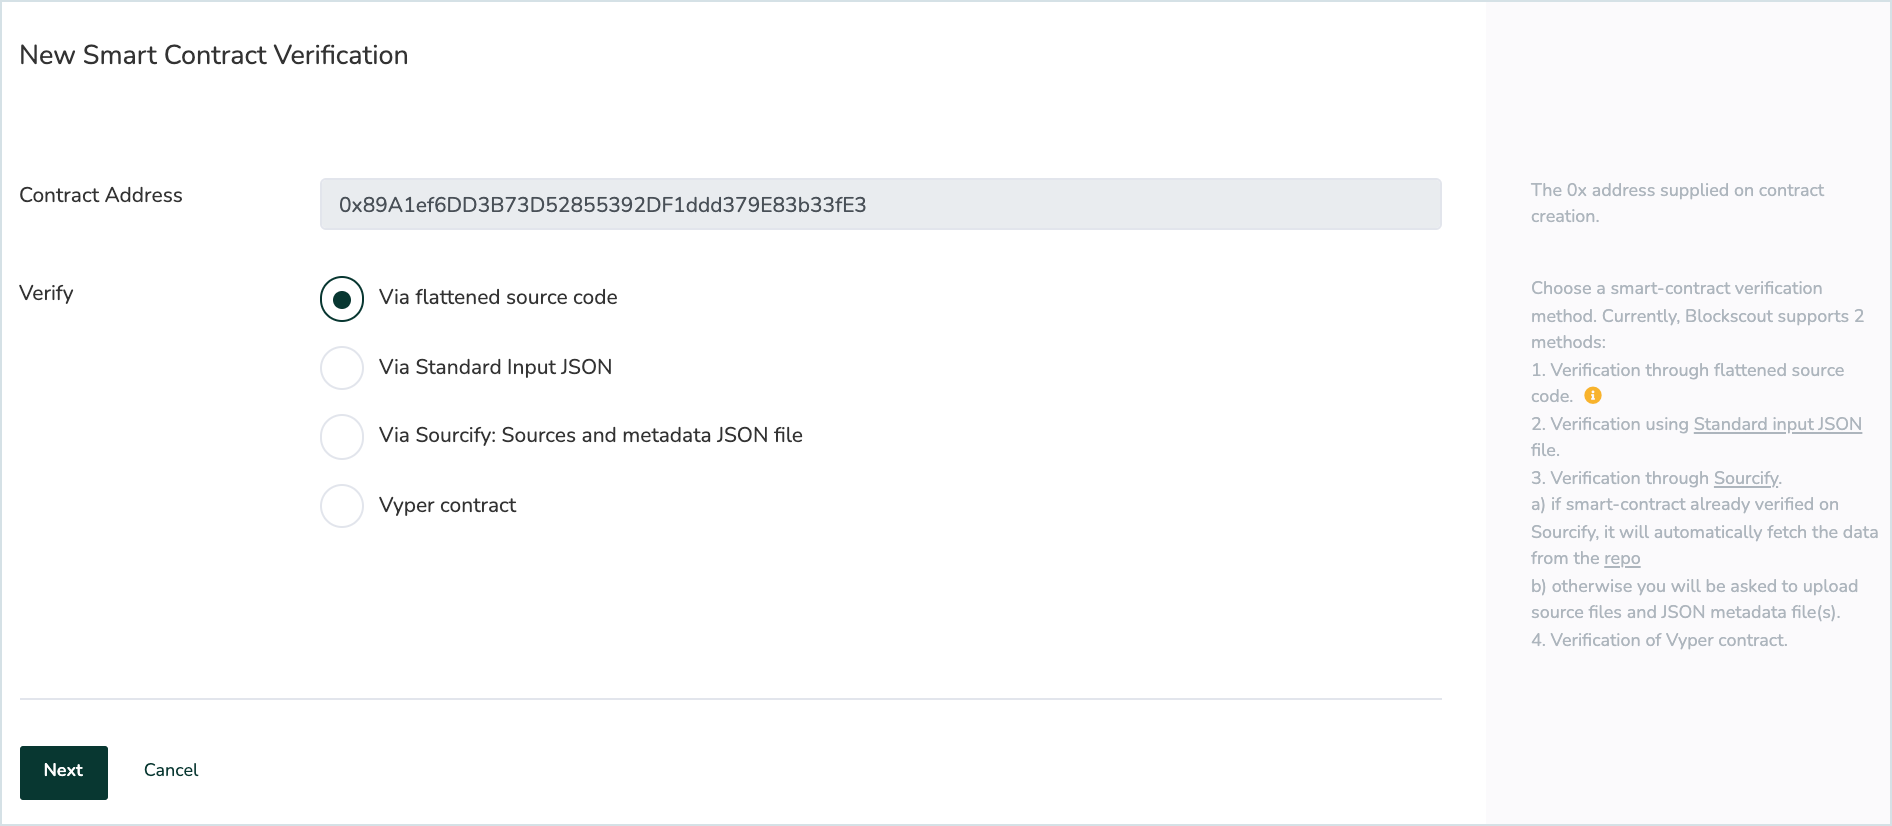 New Smart Contract Verification
Contract Address
0x89A1ef6DD3B73D52855392DF1ddd379E83b33fE3
The 0x address supplied on contract
creation.
Verify
Via flattened source code
Via Standard Input JSON
Via Sourcify: Sources and metadata JSON file
Vyper contract
Choose a smart-contract verification
method. Currently, Blockscout supports 2
methods:
1. Verification through flattened source
code.
2. Verification using Standard input JSON
file.
3. Verification through Sourcify.
a) if smart-contract already verified on
Sourcify, it will automatically fetch the data
from the repo
b) otherwise you will be asked to upload
source files and JSON metadata file(s).
4. Verification of Vyper contract.
Next
Cancel